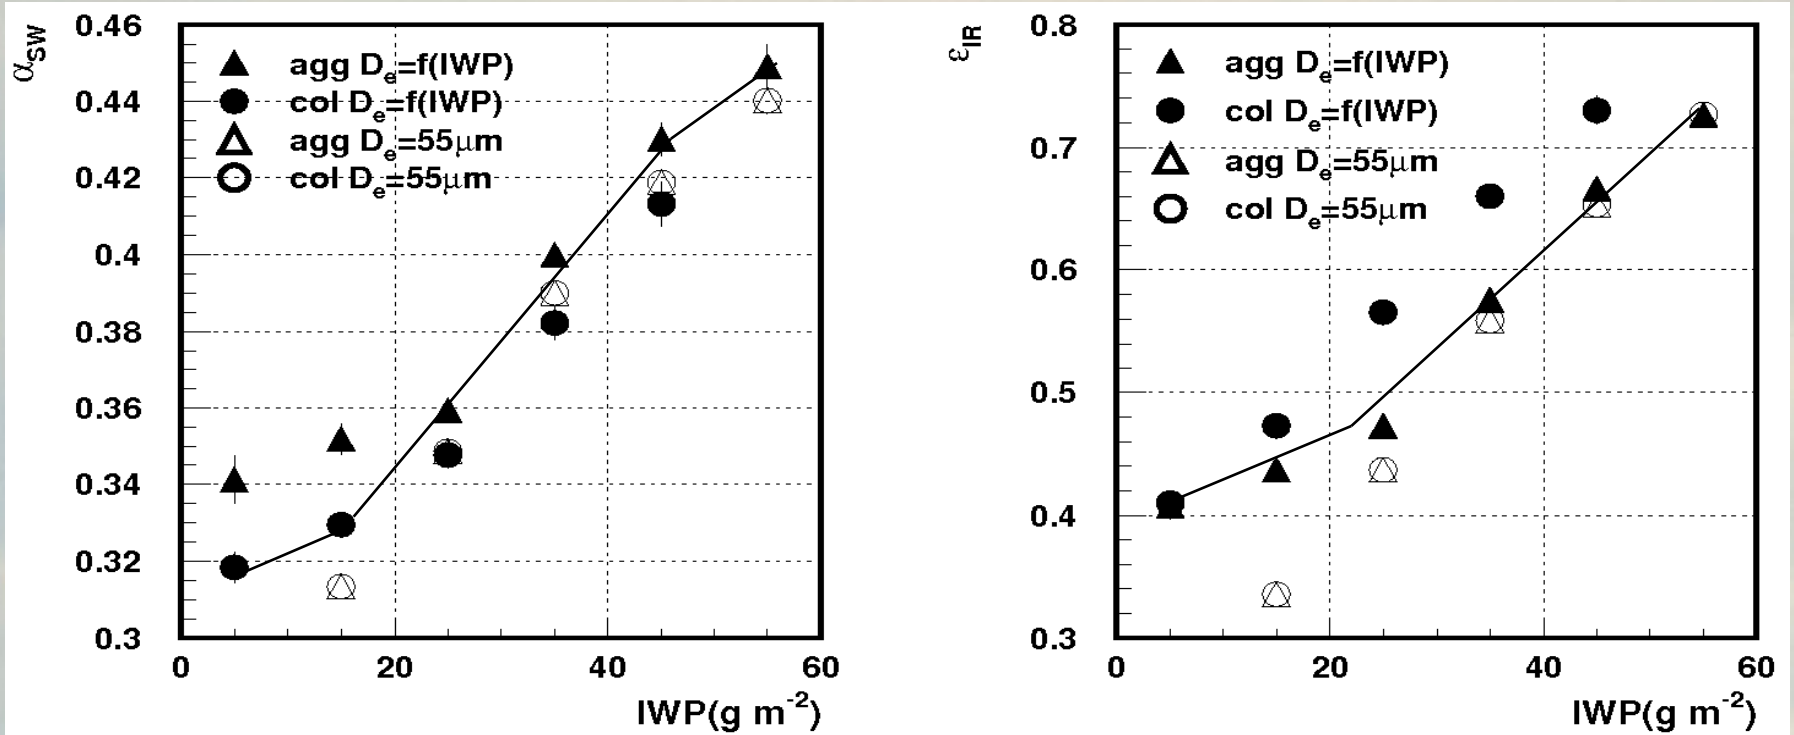 α_SW
0.46
0.44
0.42
0.4
0.38
0.36
0.34
0.32
0.3
agg D_e=f(IWP)
col D_e=f(IWP)
agg D_e=55μm
col D_e=55μm
0 20 40 60
IWP(g m^-2)
ε_IR
0.8
0.7
0.6
0.5
0.4
0.3
agg D_e=f(IWP)
col D_e=f(IWP)
agg D_e=55μm
col D_e=55μm
0 20 40 60
IWP(g m^-2)